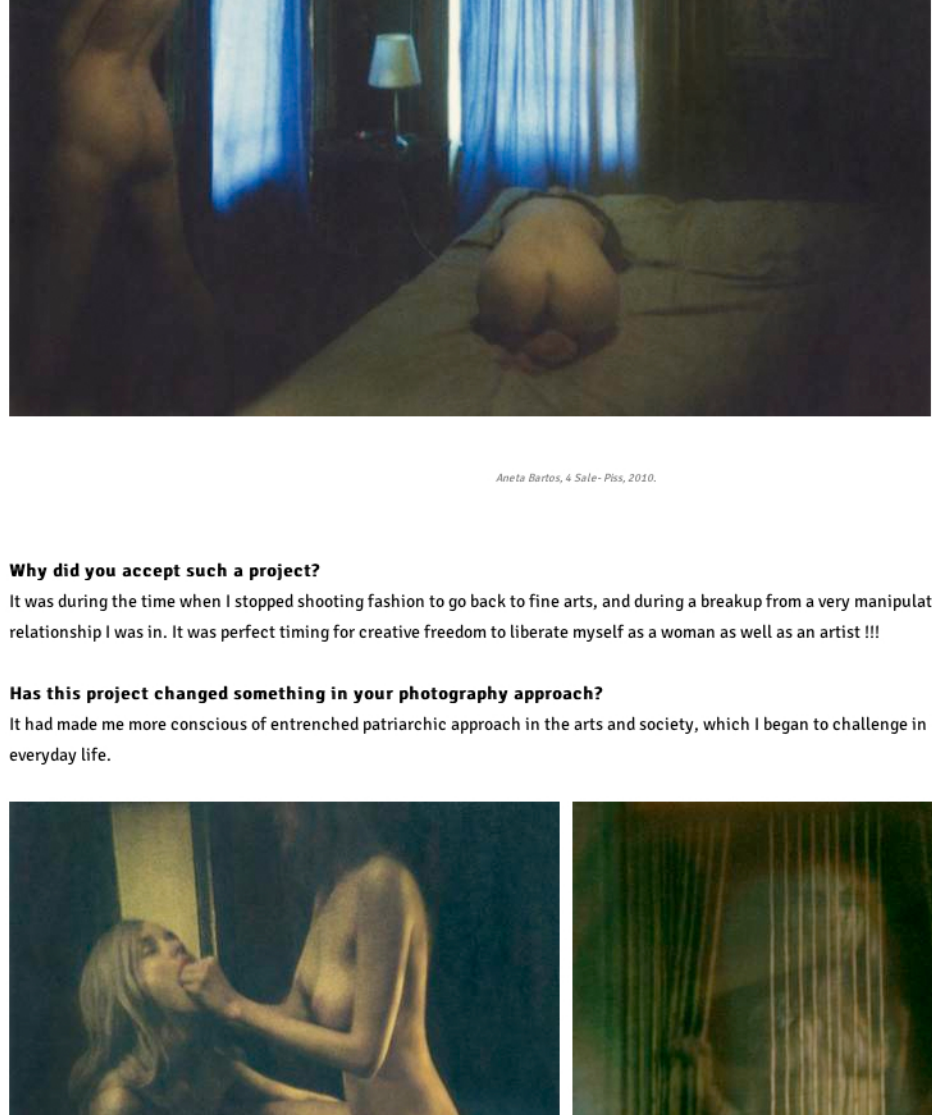 Aneta Bartos, 4 Sale- Piss, 2010.
Why did you accept such a project?
It was during the time when I stopped shooting fashion to go back to fine arts, and during a breakup from a very manipulat
relationship I was in. It was perfect timing for creative freedom to liberate myself as a woman as well as an artist !!!
Has this project changed something in your photography approach?
It had made me more conscious of entrenched patriarchic approach in the arts and society, which I began to challenge in
everyday life.